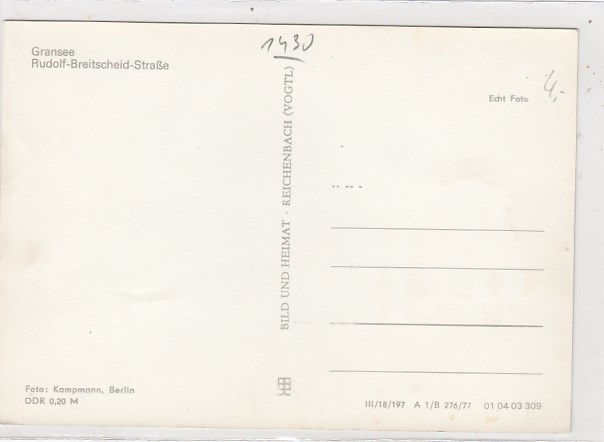 Gransee
Rudolf-Breitscheid-Straße
1430
Echt Foto
4,-
BILD UND HEIMAT · REICHENBACH (VOGTL)
Foto: Kampmann, Berlin
DDR 0,20 M
III/18/197 A 1/B 276/77 01 04 03 309